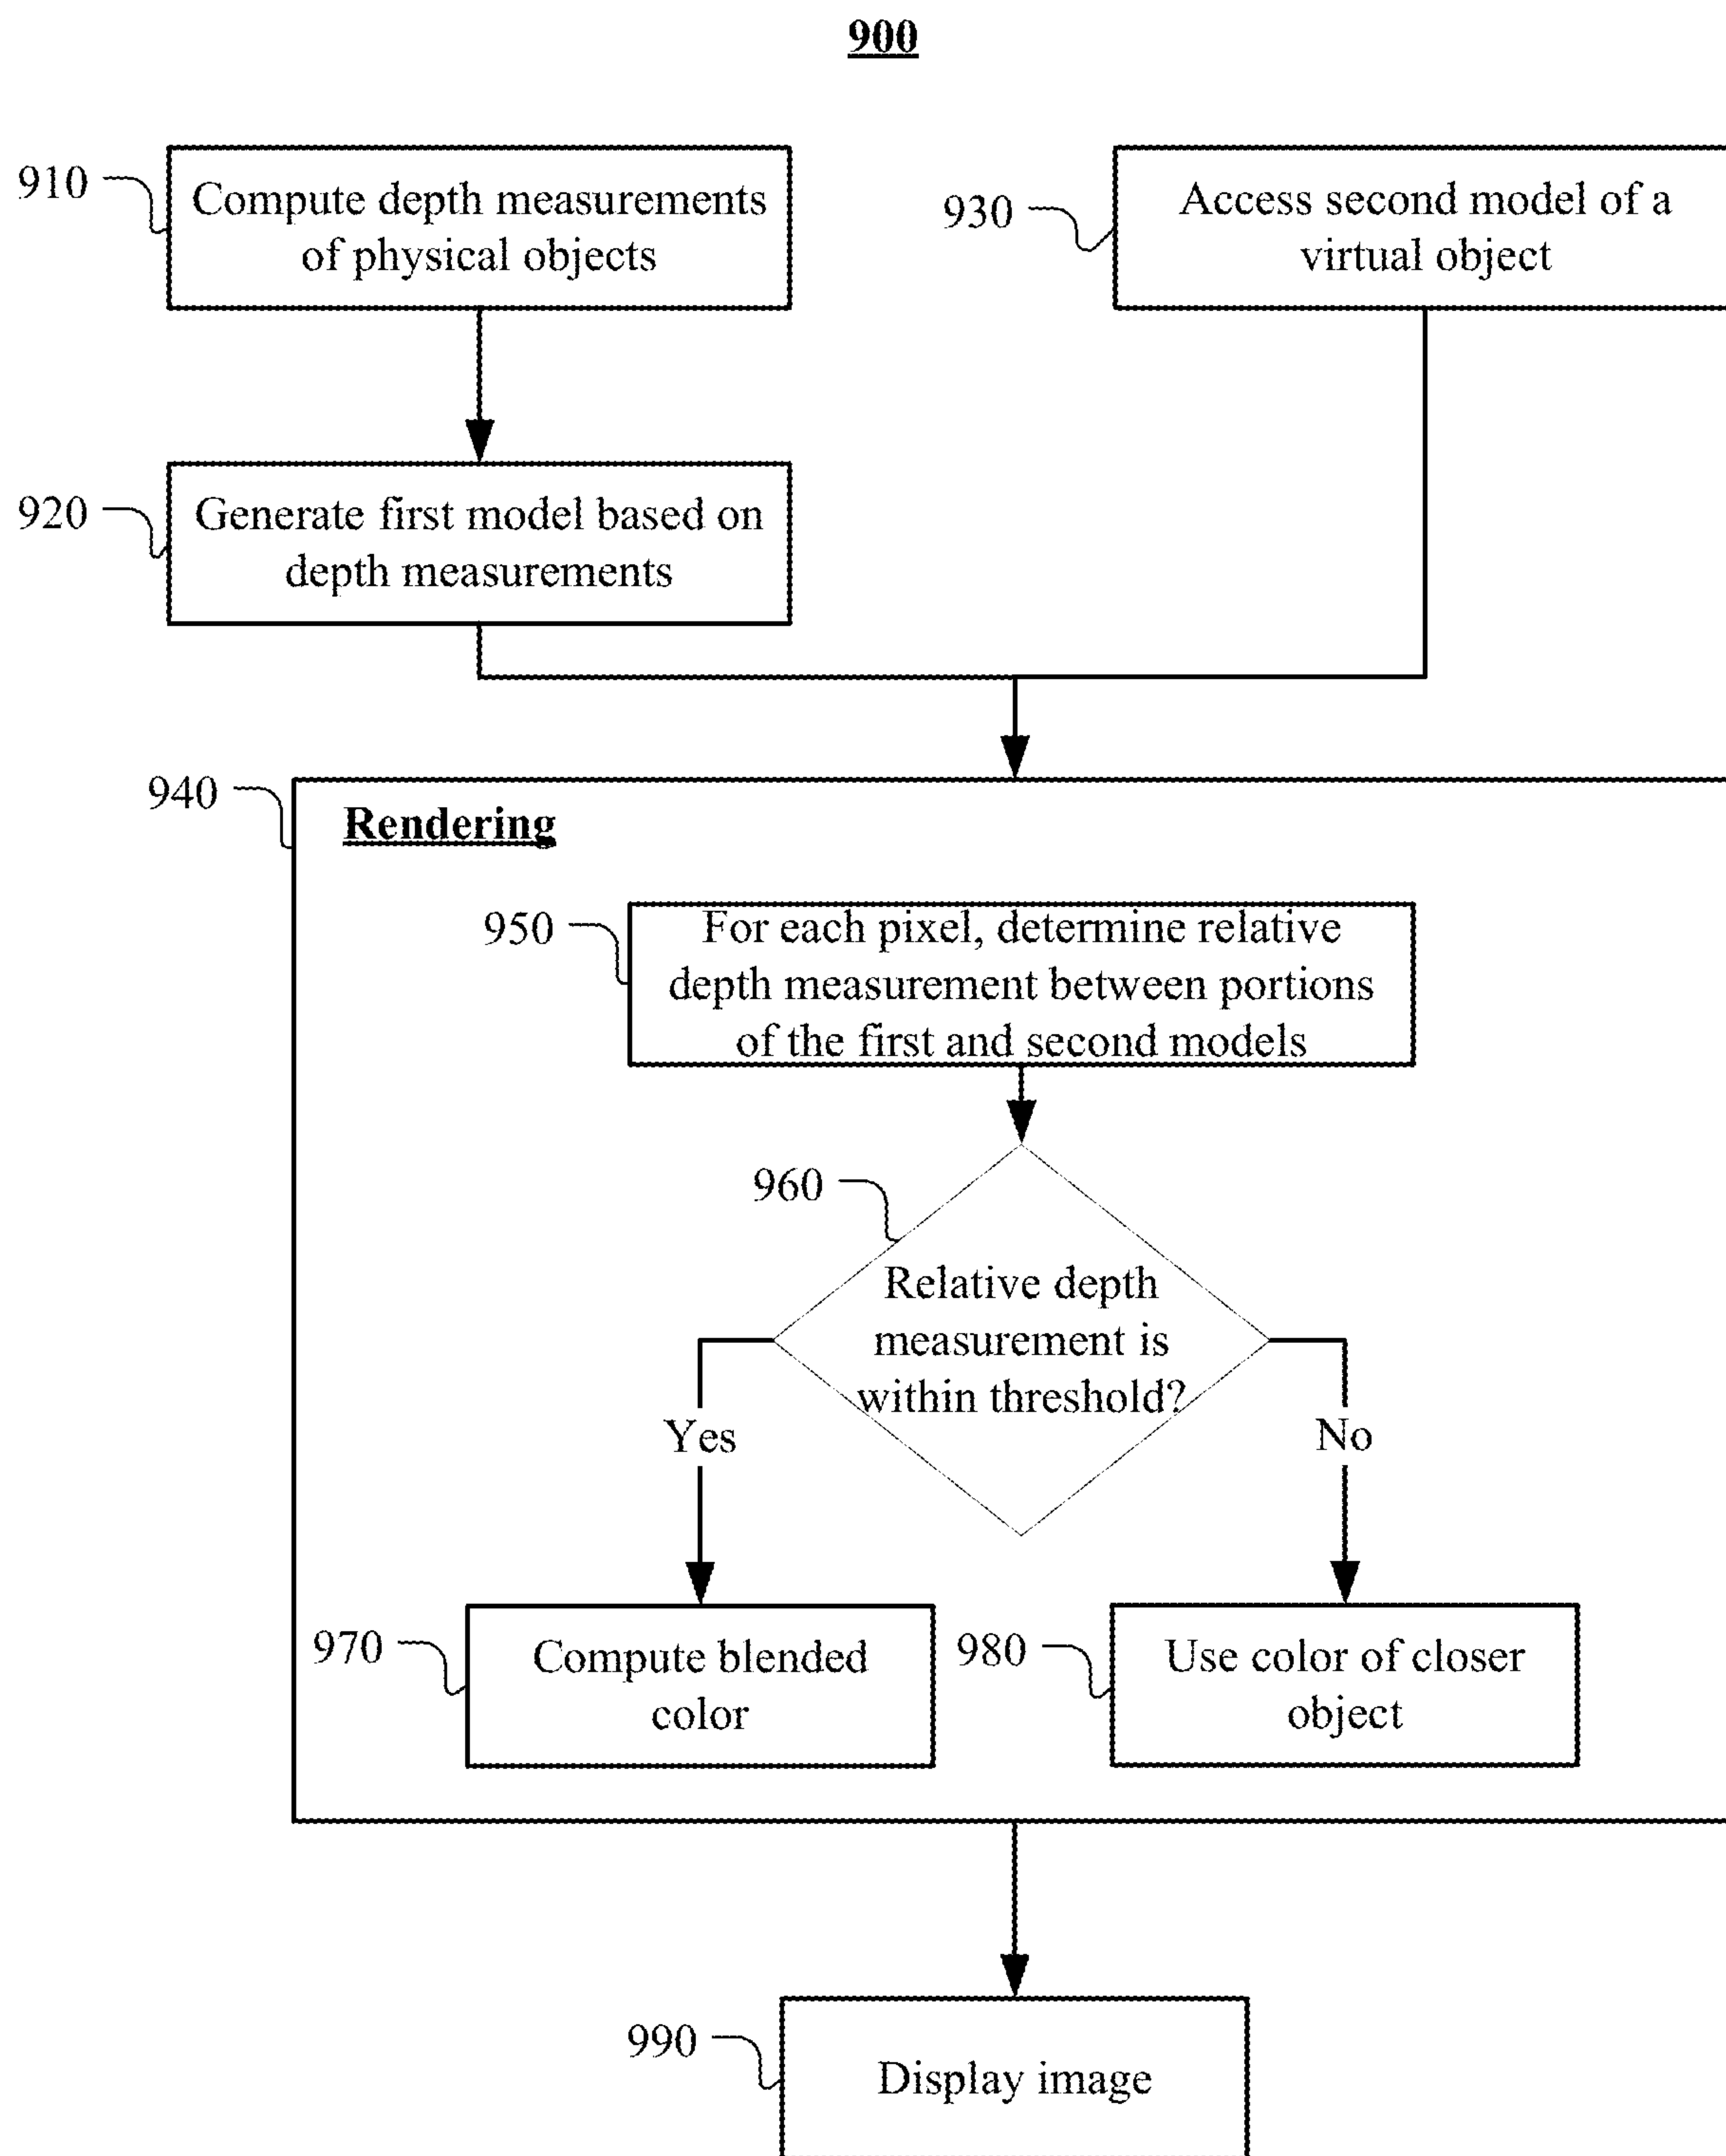 900
910
Compute depth measurements
of physical objects
930
Access second model of a
virtual object
920
Generate first model based on
depth measurements
940
Rendering
950
For each pixel, determine relative
depth measurement between portions
of the first and second models
960
Relative depth
measurement is
within threshold?
Yes
No
970
Compute blended
color
980
Use color of closer
object
990
Display image